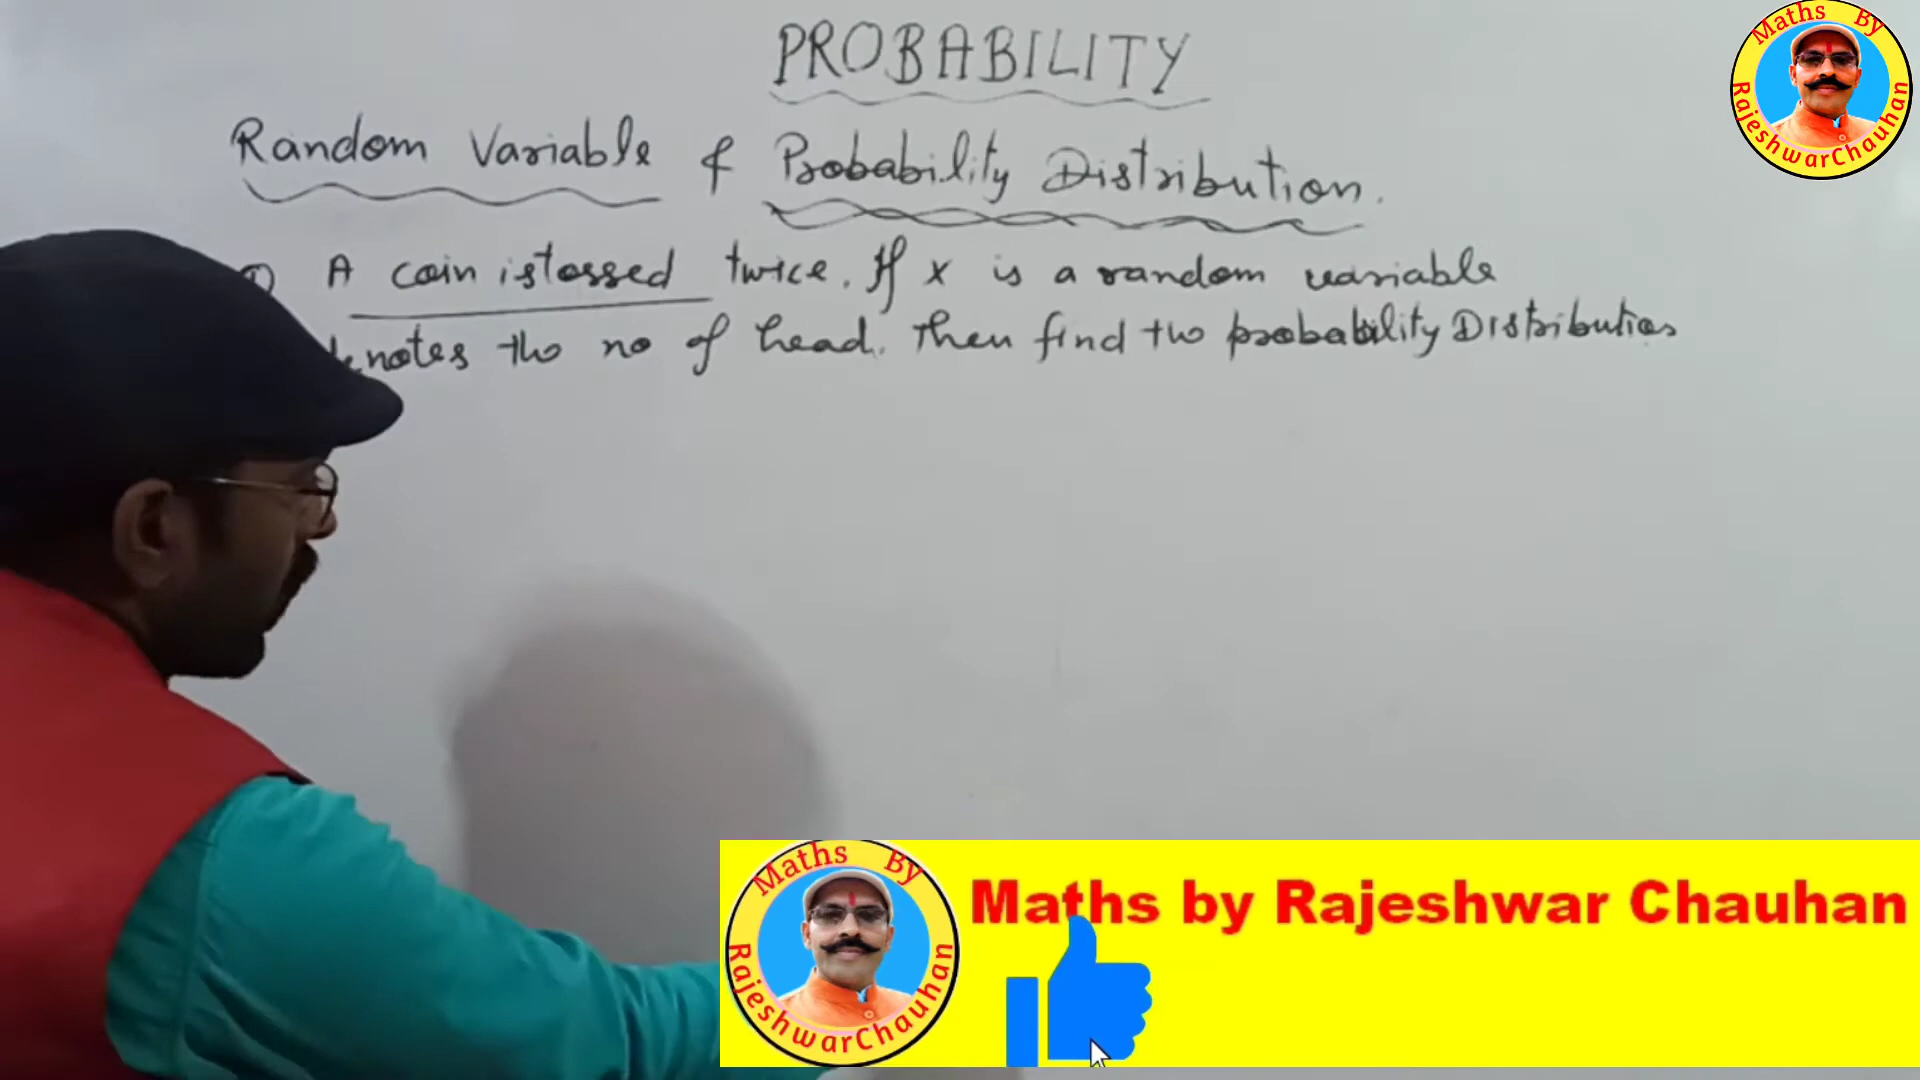 PROBABILITY
Random Variable & Probability Distribution.
A coin is tossed twice. If x is a random variable
denotes the no of head. Then find the probability Distribution
Maths By
RajeshwarChauhan
Maths By
RajeshwarChauhan
Maths by Rajeshwar Chauhan